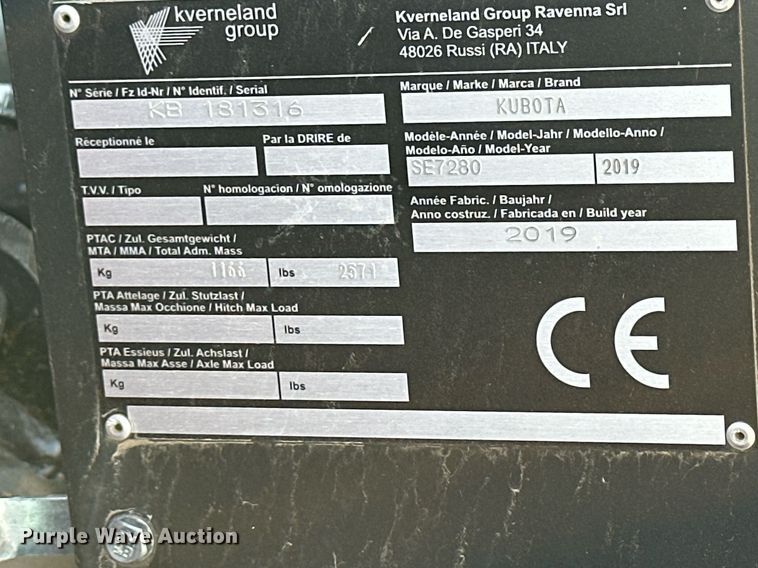 kverneland
group
Kverneland Group Ravenna Srl
Via A. De Gasperi 34
48026 Russi (RA) ITALY
N° Série / Fz Id-Nr / N° Identif. / Serial
KB 181316
Marque / Marke / Marca / Brand
KUBOTA
Réceptionné le
Par la DRIRE de
Modèle-Année / Model-Jahr / Modello-Anno /
Modelo-Año / Model-Year
SE7280
2019
T.V.V. / Tipo
N° homologacion / N° omologazione
Année Fabric. / Baujahr /
Anno costruz. / Fabricada en / Build year
2019
PTAC / Zul. Gesamtgewicht /
MTA / MMA / Total Adm. Mass
Kg 1166
lbs 2571
PTA Attelage / Zul. Stutzlast /
Massa Max Occhione / Hitch Max Load
Kg
lbs
CE
PTA Essieus / Zul. Achslast /
Massa Max Asse / Axle Max Load
Kg
lbs
Purple Wave Auction